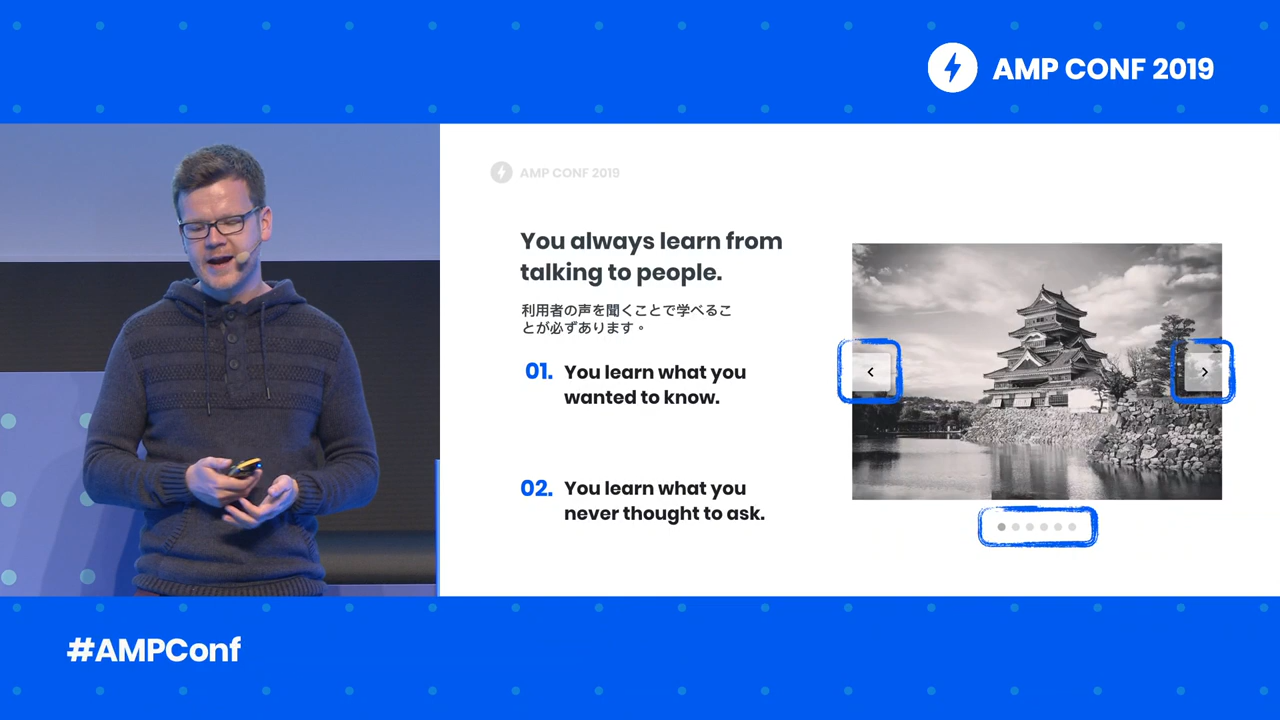 AMP CONF 2019
AMP CONF 2019
You always learn from
talking to people.
利用者の声を聞くことで学べるこ
とが必ずあります。
01. You learn what you
wanted to know.
02. You learn what you
never thought to ask.
#AMPConf